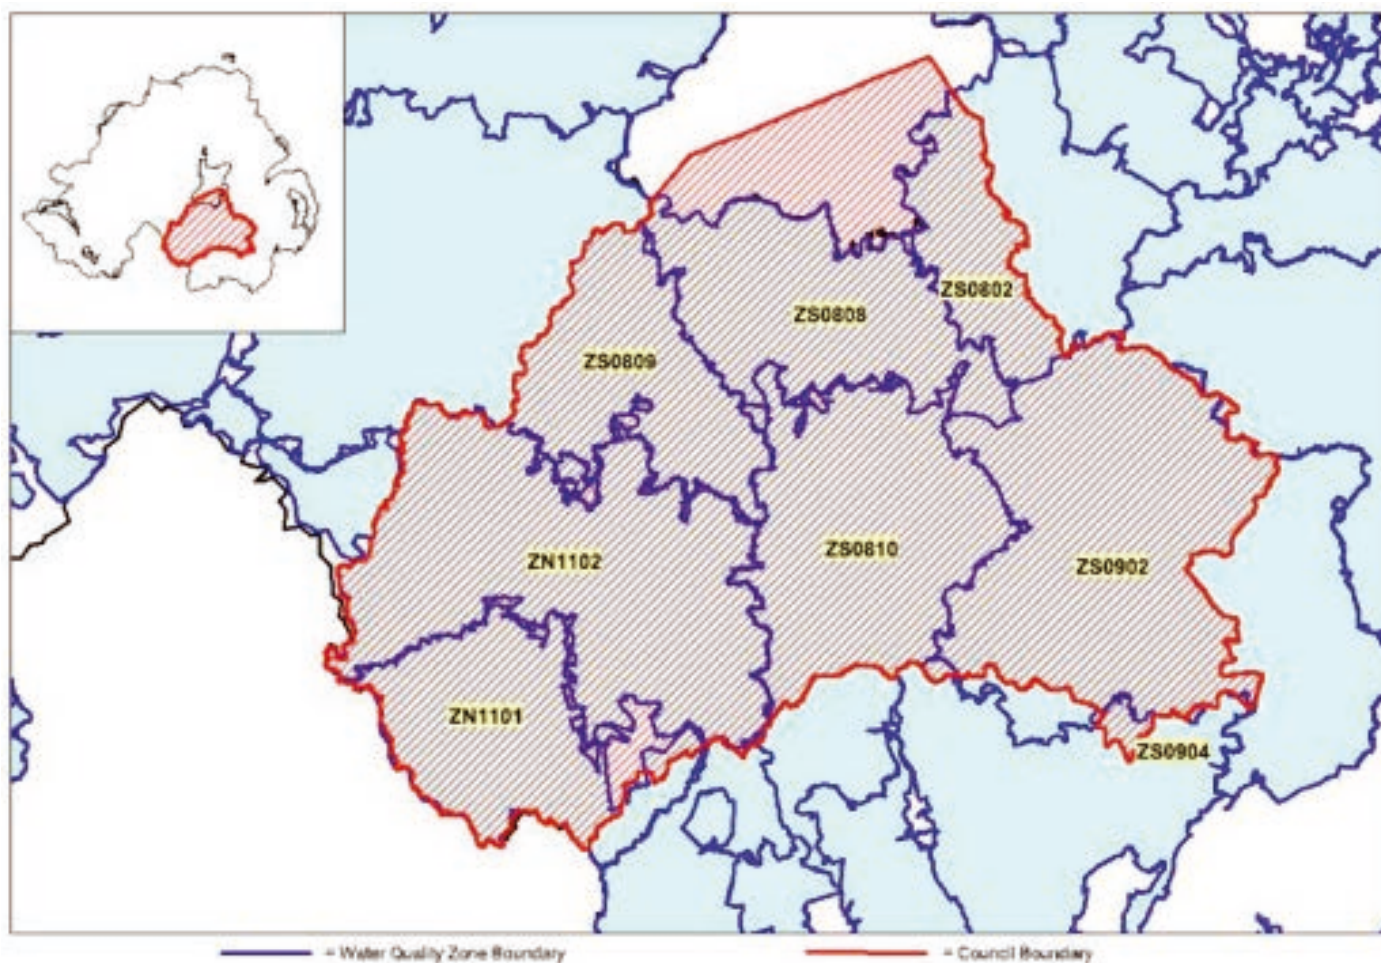 ZS0802
ZS0808
ZS0809
ZN1102
ZS0810
ZS0902
ZN1101
ZS0904
= Water Quality Zone Boundary
= Council Boundary